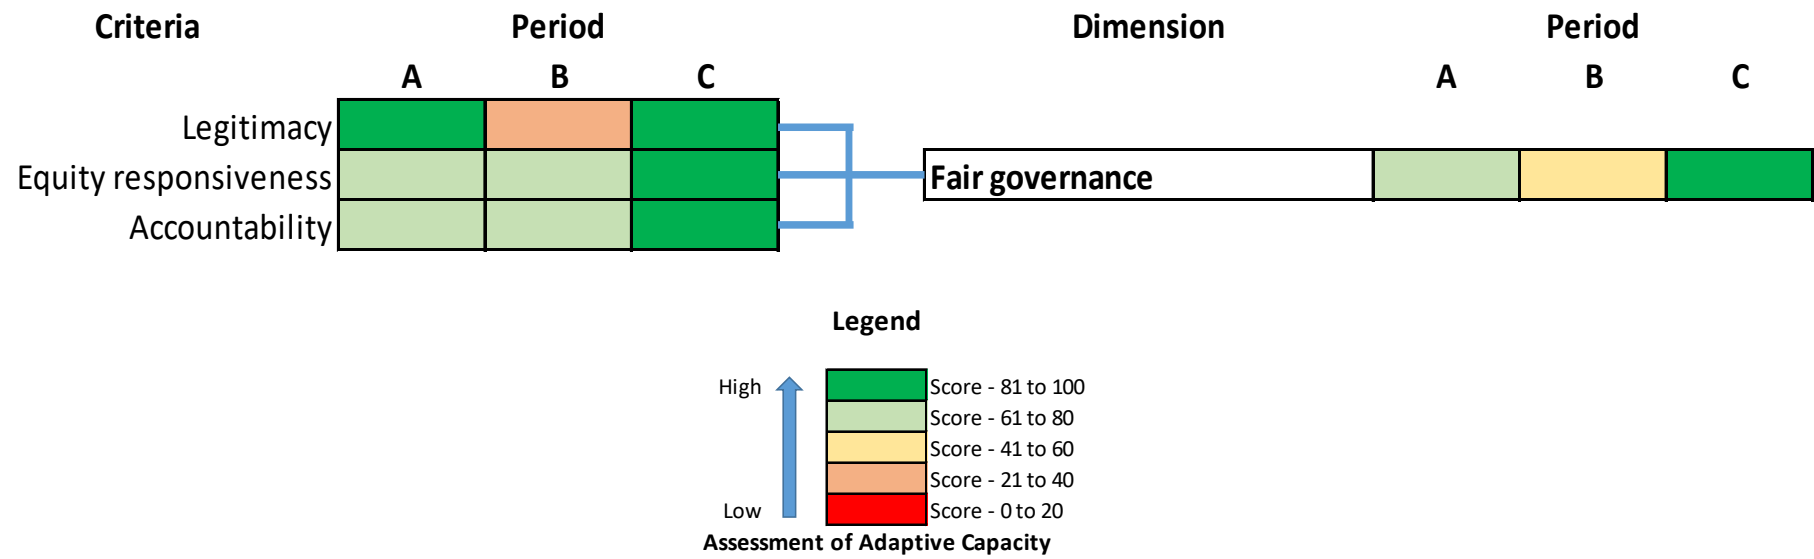 Criteria Period Dimension Period
A B C A B C
Legitimacy
Equity responsiveness Fair governance
Accountability
Legend
High Score - 81 to 100
Score - 61 to 80
Score - 41 to 60
Score - 21 to 40
Low Score - 0 to 20
Assessment of Adaptive Capacity